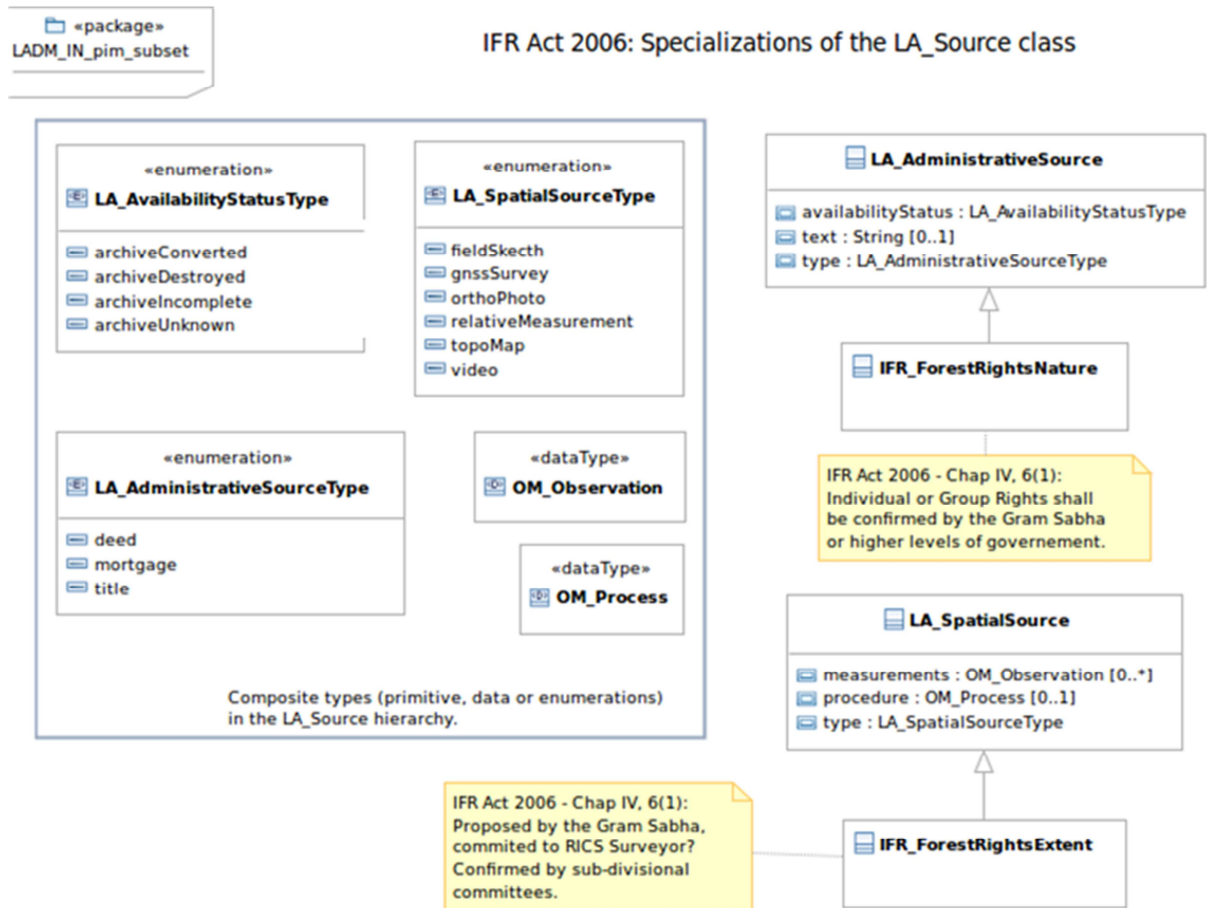 «package»
LADM_IN_pim_subset
IFR Act 2006: Specializations of the LA_Source class
«enumeration»
LA_AvailabilityStatusType
archiveConverted
archiveDestroyed
archiveIncomplete
archiveUnknown
«enumeration»
LA_SpatialSourceType
fieldSkecth
gnssSurvey
orthoPhoto
relativeMeasurement
topoMap
video
«enumeration»
LA_AdministrativeSourceType
deed
mortgage
title
«dataType»
OM_Observation
«dataType»
OM_Process
Composite types (primitive, data or enumerations)
in the LA_Source hierarchy.
LA_AdministrativeSource
availabilityStatus : LA_AvailabilityStatusType
text : String [0..1]
type : LA_AdministrativeSourceType
IFR_ForestRightsNature
IFR Act 2006 - Chap IV, 6(1):
Individual or Group Rights shall
be confirmed by the Gram Sabha
or higher levels of governement.
LA_SpatialSource
measurements : OM_Observation [0..*]
procedure : OM_Process [0..1]
type : LA_SpatialSourceType
IFR Act 2006 - Chap IV, 6(1):
Proposed by the Gram Sabha,
commited to RICS Surveyor?
Confirmed by sub-divisional
committees.
IFR_ForestRightsExtent